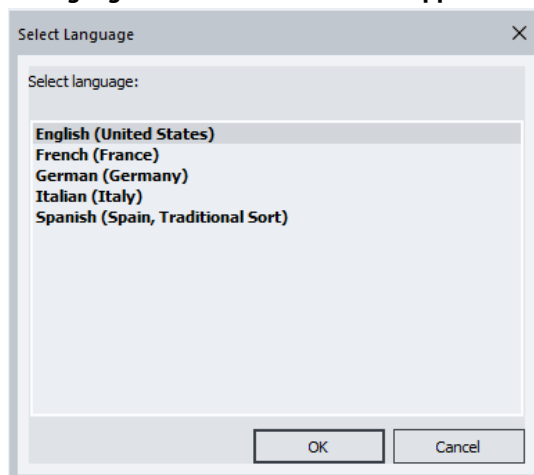 Select Language
Select language:
English (United States)
French (France)
German (Germany)
Italian (Italy)
Spanish (Spain, Traditional Sort)
OK Cancel